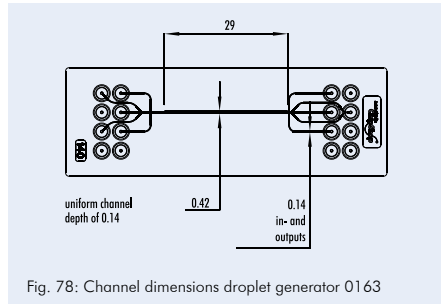 29
140
uniform channel
depth of 0.14
0.42
0.14
in- and
outputs
Fig. 78: Channel dimensions droplet generator 0163